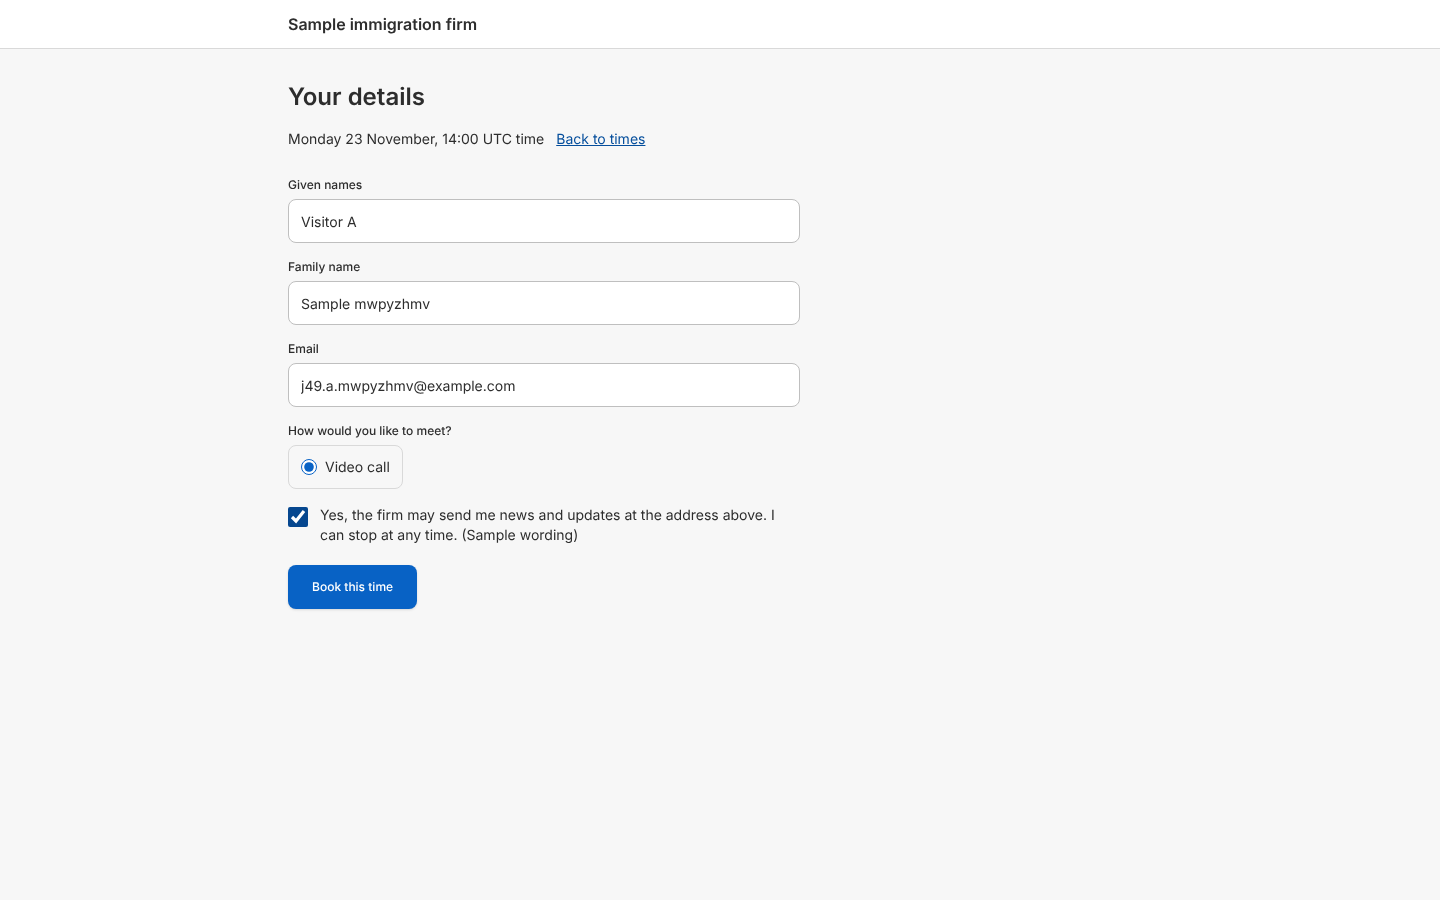 Sample immigration firm
Your details
Monday 23 November, 14:00 UTC time Back to times
Given names
Visitor A
Family name
Sample mwpyzhmv
Email
j49.a.mwpyzhmv@example.com
How would you like to meet?
Video call
Yes, the firm may send me news and updates at the address above. I
can stop at any time. (Sample wording)
Book this time